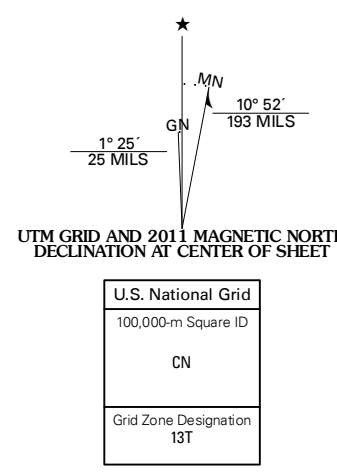 ★
MN
GN
10° 52´
193 MILS
1° 25´
25 MILS
UTM GRID AND 2011 MAGNETIC NORTH
DECLINATION AT CENTER OF SHEET
U.S. National Grid
100,000-m Square ID
CN
Grid Zone Designation
13T